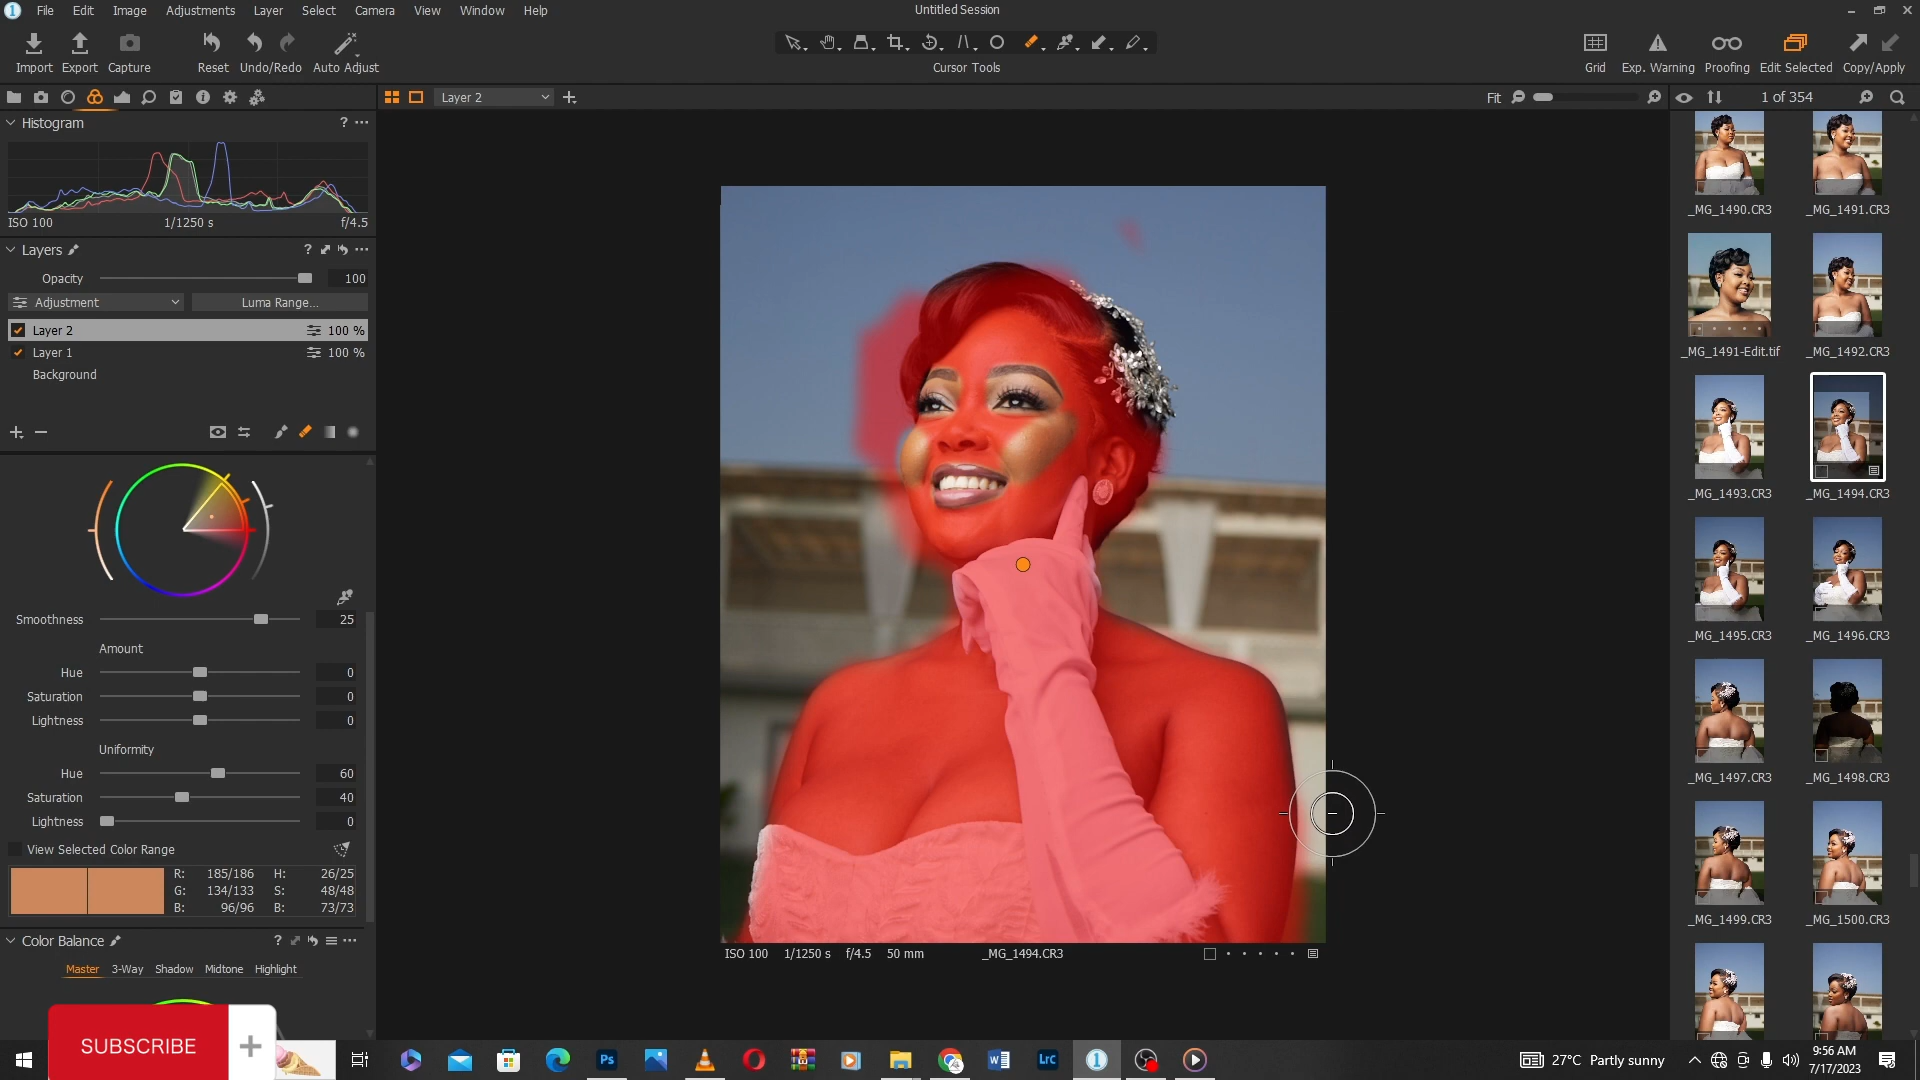 File Edit Image Adjustments Layer Select Camera View Window Help
Untitled Session
Import Export Capture Reset Undo/Redo Auto Adjust
Cursor Tools
Grid Exp. Warning Proofing Edit Selected Copy/Apply
Layer 2
Fit
1 of 354
Histogram ?
ISO 100 1/1250 s f/4.5
Layers ?
Opacity 100
Adjustment Luma Range...
Layer 2 100 %
Layer 1 100 %
Background
Smoothness 25
Amount
Hue 0
Saturation 0
Lightness 0
Uniformity
Hue 60
Saturation 40
Lightness 0
View Selected Color Range
R: 185/186 H: 26/25
G: 134/133 S: 48/48
B: 96/96 B: 73/73
Color Balance ?
Master 3-Way Shadow Midtone Highlight
ISO 100 1/1250 s f/4.5 50 mm _MG_1494.CR3
_MG_1490.CR3 _MG_1491.CR3
_MG_1491-Edit.tif _MG_1492.CR3
_MG_1493.CR3 _MG_1494.CR3
_MG_1495.CR3 _MG_1496.CR3
_MG_1497.CR3 _MG_1498.CR3
_MG_1499.CR3 _MG_1500.CR3
SUBSCRIBE +
Ps
W
LrC
1
27°C Partly sunny
9:56 AM
7/17/2023